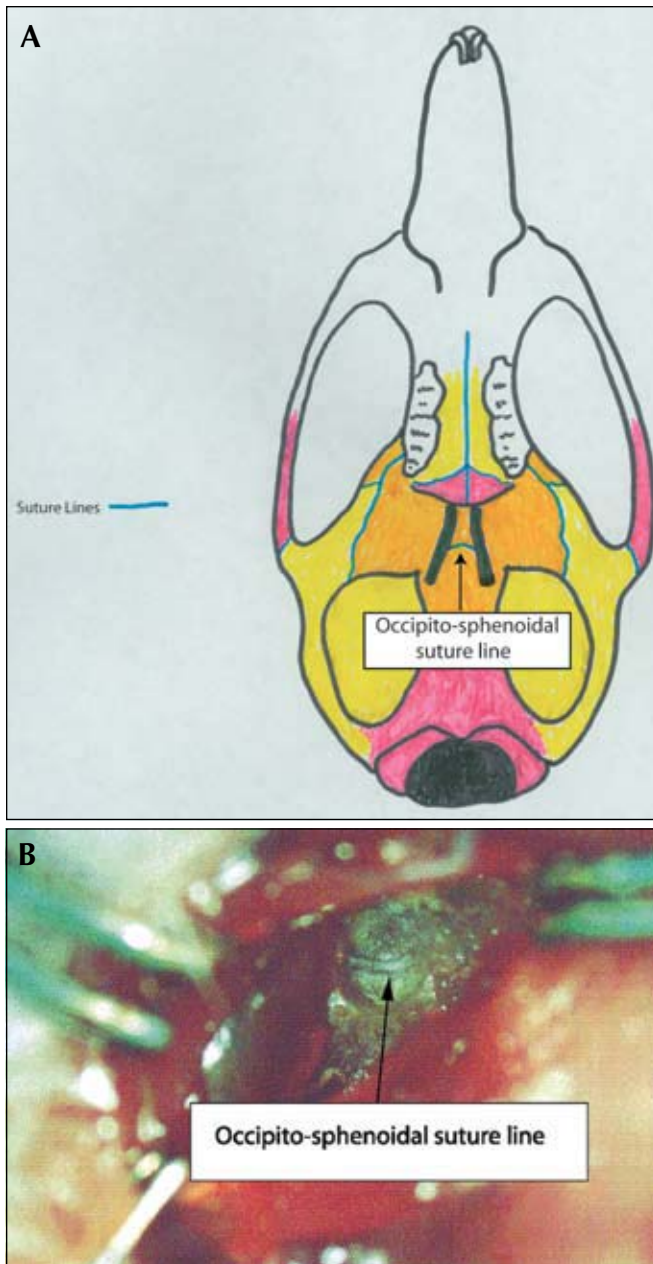 A
Suture Lines
Occipito-sphenoidal
suture line
B
Occipito-sphenoidal suture line